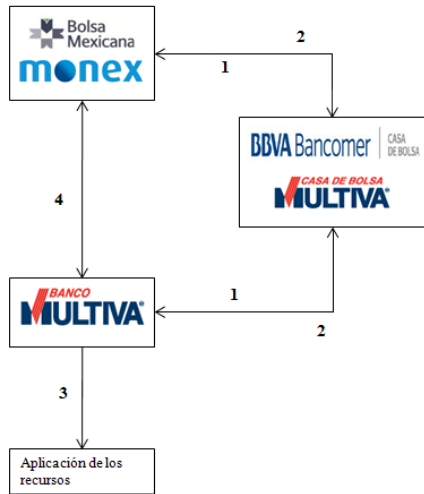 Bolsa
Mexicana
monex
2
1
BBVA Bancomer
CASA
DE BOLSA
CASA DE BOLSA
MULTIVA®
4
BANCO
MULTIVA®
1
2
3
Aplicación de los
recursos